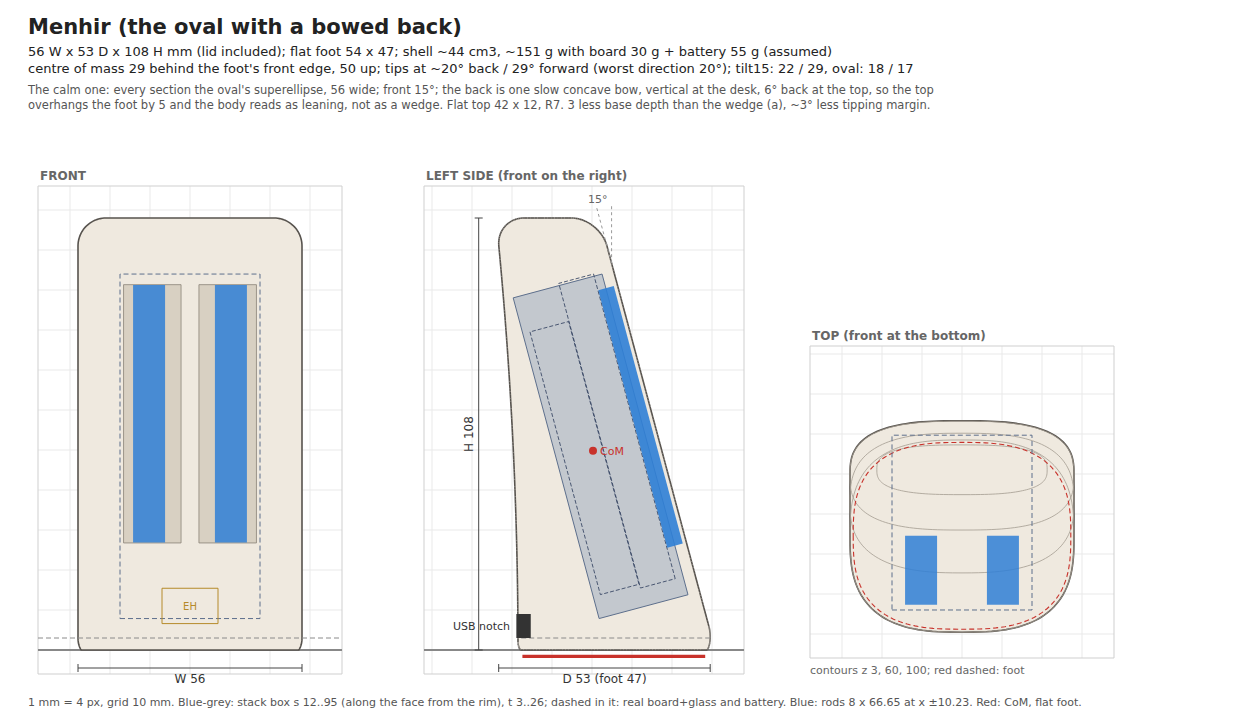 Menhir (the oval with a bowed back)
56 W x 53 D x 108 H mm (lid included); flat foot 54 x 47; shell ~44 cm3, ~151 g with board 30 g + battery 55 g (assumed)
centre of mass 29 behind the foot's front edge, 50 up; tips at ~20° back / 29° forward (worst direction 20°); tilt15: 22 / 29, oval: 18 / 17
The calm one: every section the oval's superellipse, 56 wide; front 15°; the back is one slow concave bow, vertical at the desk, 6° back at the top, so the top
overhangs the foot by 5 and the body reads as leaning, not as a wedge. Flat top 42 x 12, R7. 3 less base depth than the wedge (a), ~3° less tipping margin.
FRONT
EH
W 56
LEFT SIDE (front on the right)
15°
H 108
CoM
USB notch
D 53 (foot 47)
TOP (front at the bottom)
contours z 3, 60, 100; red dashed: foot
1 mm = 4 px, grid 10 mm. Blue-grey: stack box s 12..95 (along the face from the rim), t 3..26; dashed in it: real board+glass and battery. Blue: rods 8 x 66.65 at x ±10.23. Red: CoM, flat foot.